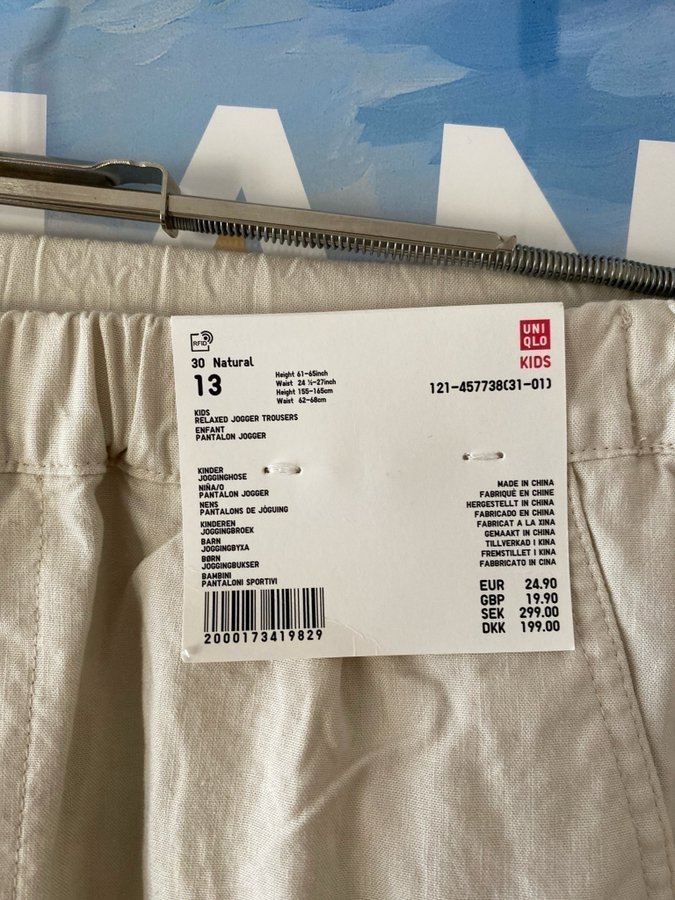 AN
RFID
UNI
QLO
KIDS
30 Natural
13
Height 61-65inch
Waist 24 ½-27inch
Height 155-165cm
Waist 62-68cm
121-457738(31-01)
KIDS
RELAXED JOGGER TROUSERS
ENFANT
PANTALON JOGGER
KINDER
JOGGINGHOSE
NIÑA/O
PANTALON JOGGER
NENS
PANTALONS DE JÒGUING
KINDEREN
JOGGINGBROEK
BARN
JOGGINGBYXA
BØRN
JOGGINGBUKSER
BAMBINI
PANTALONI SPORTIVI
2000173419829
MADE IN CHINA
FABRIQUÉ EN CHINE
HERGESTELLT IN CHINA
FABRICADO EN CHINA
FABRICAT A LA XINA
GEMAAKT IN CHINA
TILLVERKAD I KINA
FREMSTILLET I KINA
FABBRICATO IN CINA
EUR 24.90
GBP 19.90
SEK 299.00
DKK 199.00